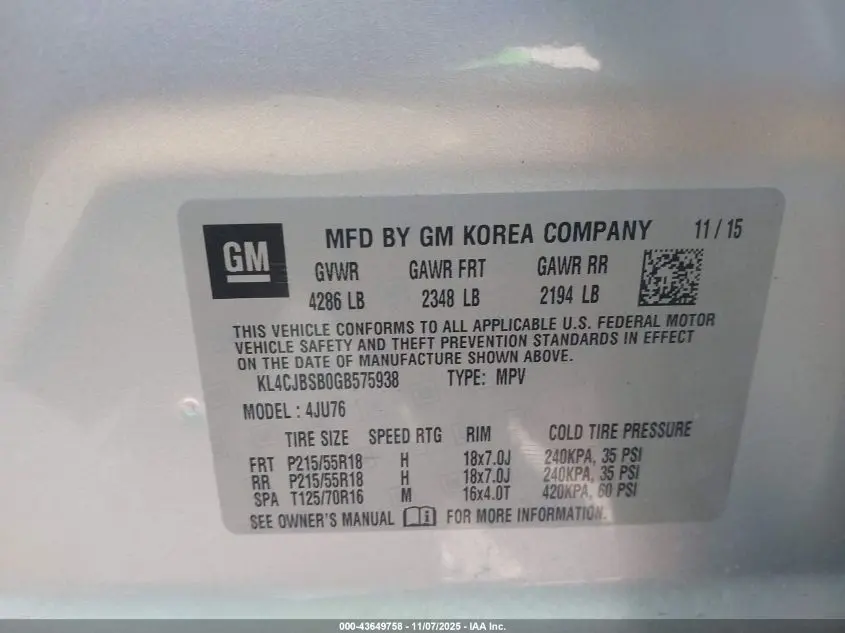 GM
MFD BY GM KOREA COMPANY 11 / 15
GVWR GAWR FRT GAWR RR
4286 LB 2348 LB 2194 LB
THIS VEHICLE CONFORMS TO ALL APPLICABLE U.S. FEDERAL MOTOR
VEHICLE SAFETY AND THEFT PREVENTION STANDARDS IN EFFECT
ON THE DATE OF MANUFACTURE SHOWN ABOVE.
KL4CJBSB0GB575938 TYPE: MPV
MODEL : 4JU76
TIRE SIZE SPEED RTG RIM COLD TIRE PRESSURE
FRT P215/55R18 H 18x7.0J 240KPA, 35 PSI
RR P215/55R18 H 18x7.0J 240KPA, 35 PSI
SPA T125/70R16 M 16x4.0T 420KPA, 60 PSI
SEE OWNER'S MANUAL i FOR MORE INFORMATION.
000-43649758 - 11/07/2025 - IAA Inc.